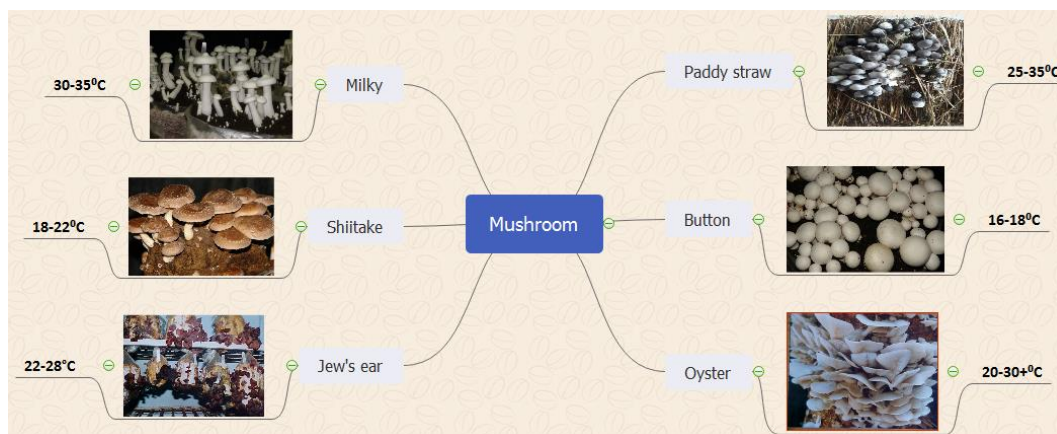 Mushroom
Milky
30-35⁰C
Shiitake
18-22⁰C
Jew's ear
22-28°C
Paddy straw
25-35⁰C
Button
16-18⁰C
Oyster
20-30+⁰C